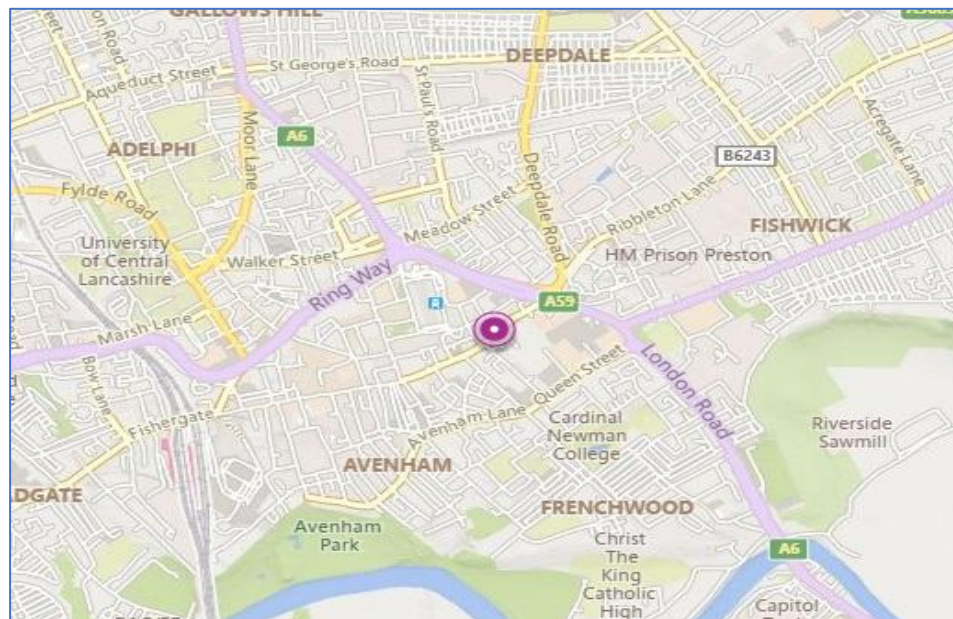 GALLOWS HILL
DEEPDALE
St George's Road
Aqueduct Street
St Paul's Road
Moor Lane
A6
ADELPHI
Deepdale Road
B6243
Acregate Lane
Ribbleton Lane
Fylde Road
Meadow Street
FISHWICK
University
of Central
Lancashire
Walker Street
HM Prison Preston
Ring Way
A59
Marsh Lane
Bow Lane
London Road
Fishergate
Avenham Lane
Queen Street
Cardinal
Newman
College
Riverside
Sawmill
AVENHAM
FRENCHWOOD
Avenham
Park
Christ
The
King
Catholic
High
A6
Capitol